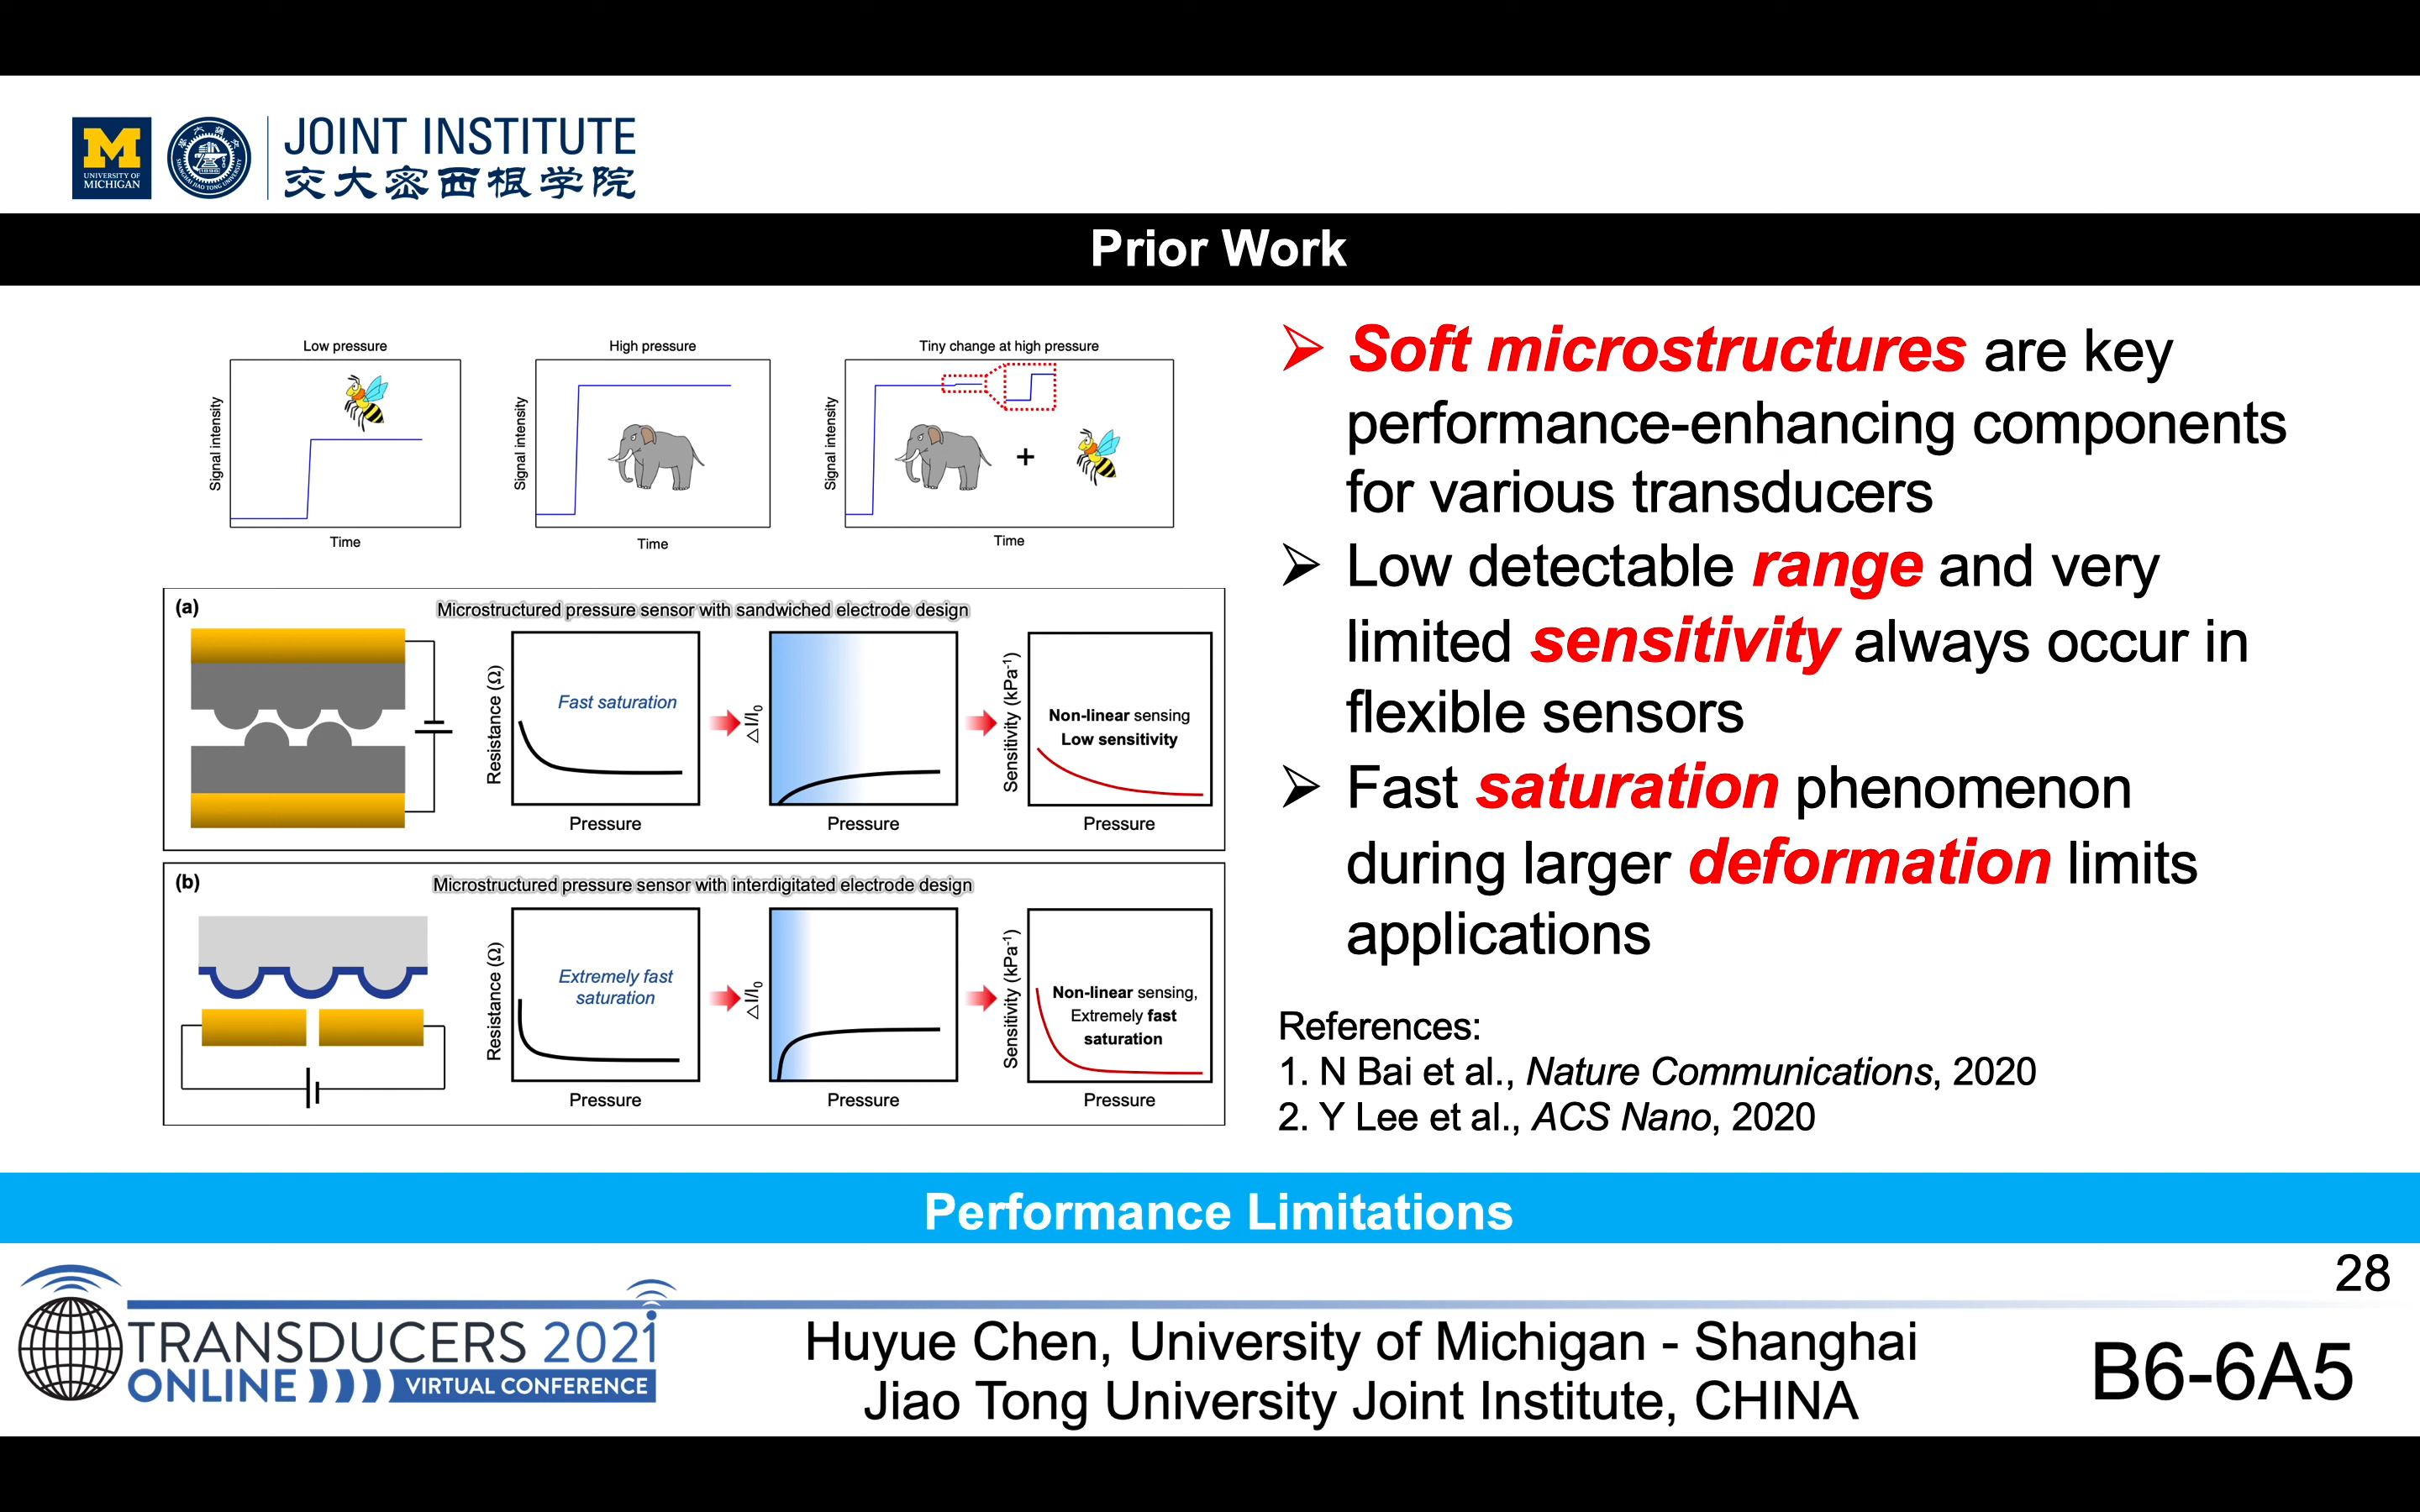 M
UNIVERSITY OF
MICHIGAN
JOINT INSTITUTE
交大密西根学院
Prior Work
Low pressure
Signal intensity
Time
High pressure
Signal intensity
Time
Tiny change at high pressure
Signal intensity
+
Time
(a)
Microstructured pressure sensor with sandwiched electrode design
Resistance (Ω)
Fast saturation
Pressure
△I/I0
Pressure
Sensitivity (kPa-1)
Non-linear sensing
Low sensitivity
Pressure
(b)
Microstructured pressure sensor with interdigitated electrode design
Resistance (Ω)
Extremely fast
saturation
Pressure
△I/I0
Pressure
Sensitivity (kPa-1)
Non-linear sensing,
Extremely fast
saturation
Pressure
➢ Soft microstructures are key
performance-enhancing components
for various transducers
➢ Low detectable range and very
limited sensitivity always occur in
flexible sensors
➢ Fast saturation phenomenon
during larger deformation limits
applications
References:
1. N Bai et al., Nature Communications, 2020
2. Y Lee et al., ACS Nano, 2020
Performance Limitations
28
TRANSDUCERS 2021
ONLINE
VIRTUAL CONFERENCE
Huyue Chen, University of Michigan - Shanghai
Jiao Tong University Joint Institute, CHINA
B6-6A5